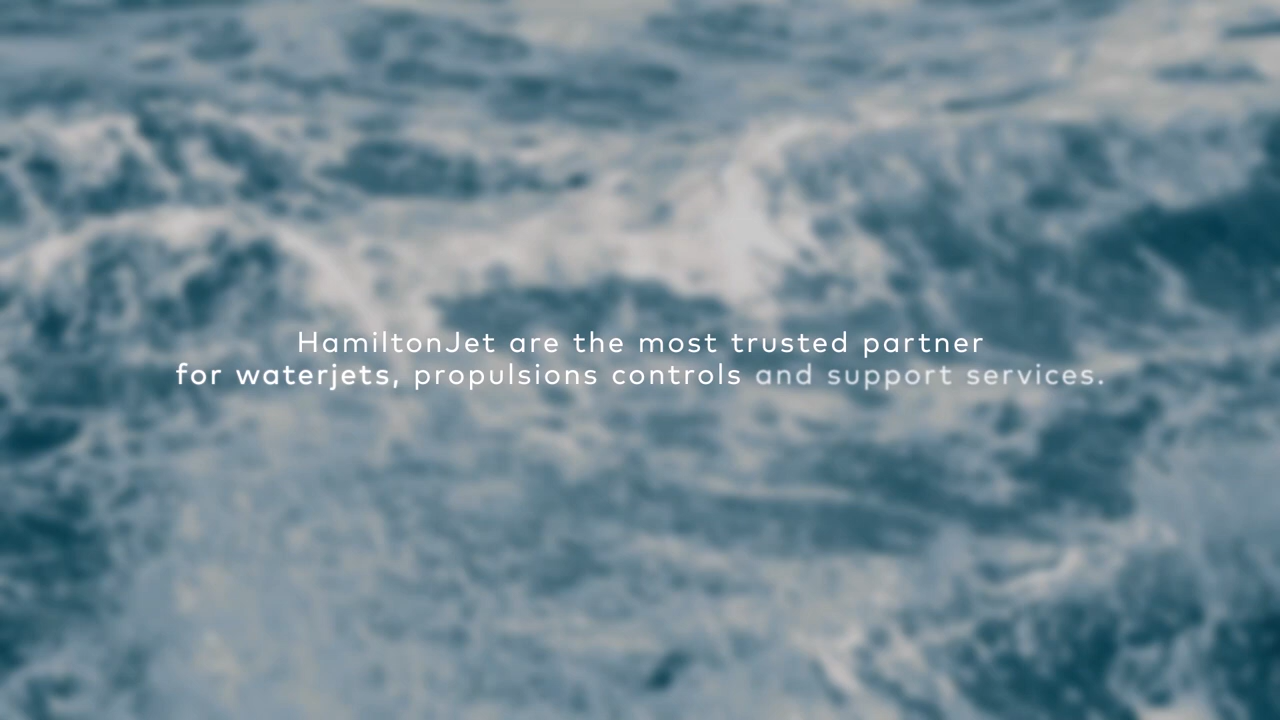 HamiltonJet are the most trusted partner
for waterjets, propulsions controls and support services.